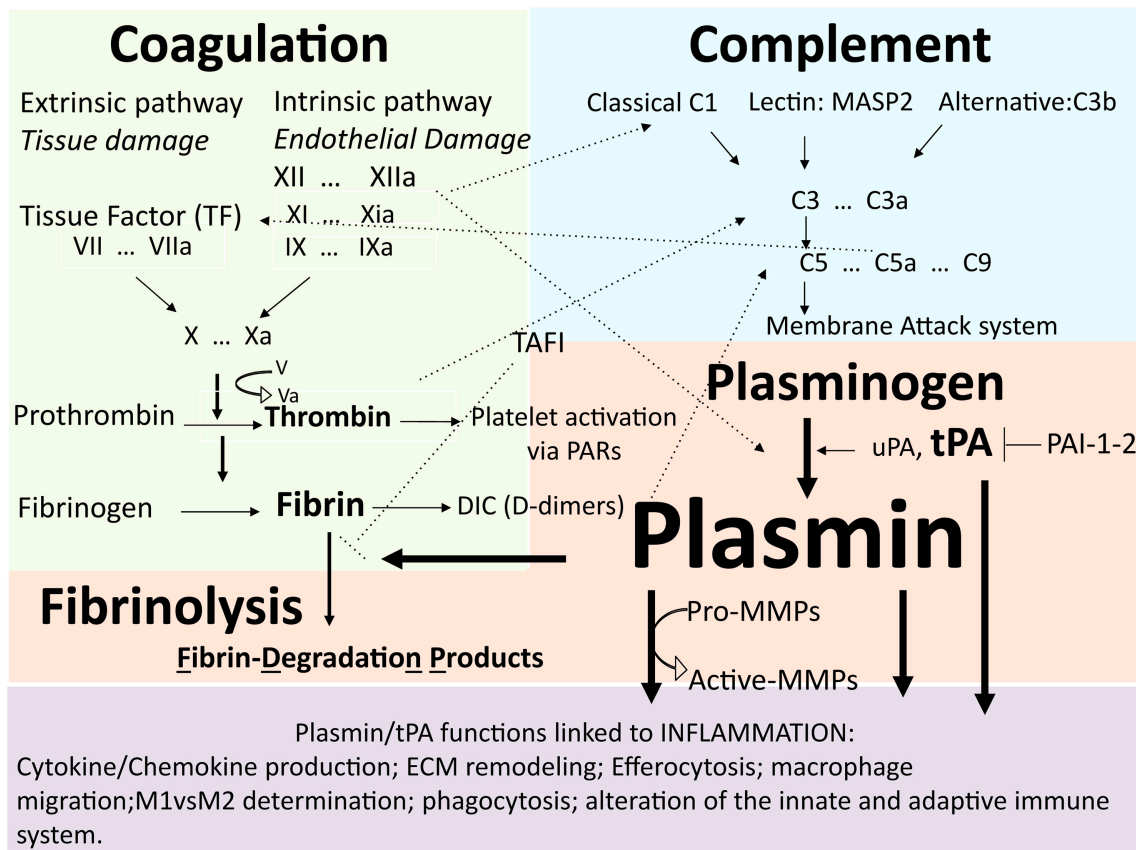 Coagulation
Extrinsic pathway
Tissue damage
Intrinsic pathway
Endothelial Damage
XII ... XIIa
XI ... Xia
IX ... IXa
Tissue Factor (TF)
VII ... VIIa
X ... Xa
V
Va
Prothrombin
Thrombin
Platelet activation
via PARs
TAFI
Fibrinogen
Fibrin
DIC (D-dimers)
Complement
Classical C1
Lectin: MASP2
Alternative:C3b
C3 ... C3a
C5 ... C5a ... C9
Membrane Attack system
Plasminogen
uPA, tPA
PAI-1-2
Plasmin
Pro-MMPs
Active-MMPs
Fibrinolysis
Fibrin-Degradation Products
Plasmin/tPA functions linked to INFLAMMATION:
Cytokine/Chemokine production; ECM remodeling; Efferocytosis; macrophage
migration;M1vsM2 determination; phagocytosis; alteration of the innate and adaptive immune
system.